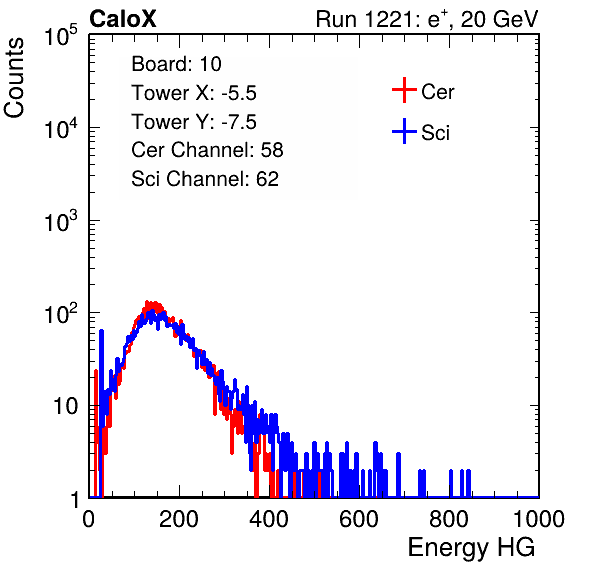 CaloX Run 1221: e⁺, 20 GeV
Counts
10⁵
10⁴
10³
10²
10
1
Board: 10
Tower X: -5.5
Tower Y: -7.5
Cer Channel: 58
Sci Channel: 62
Cer
Sci
0 200 400 600 800 1000
Energy HG